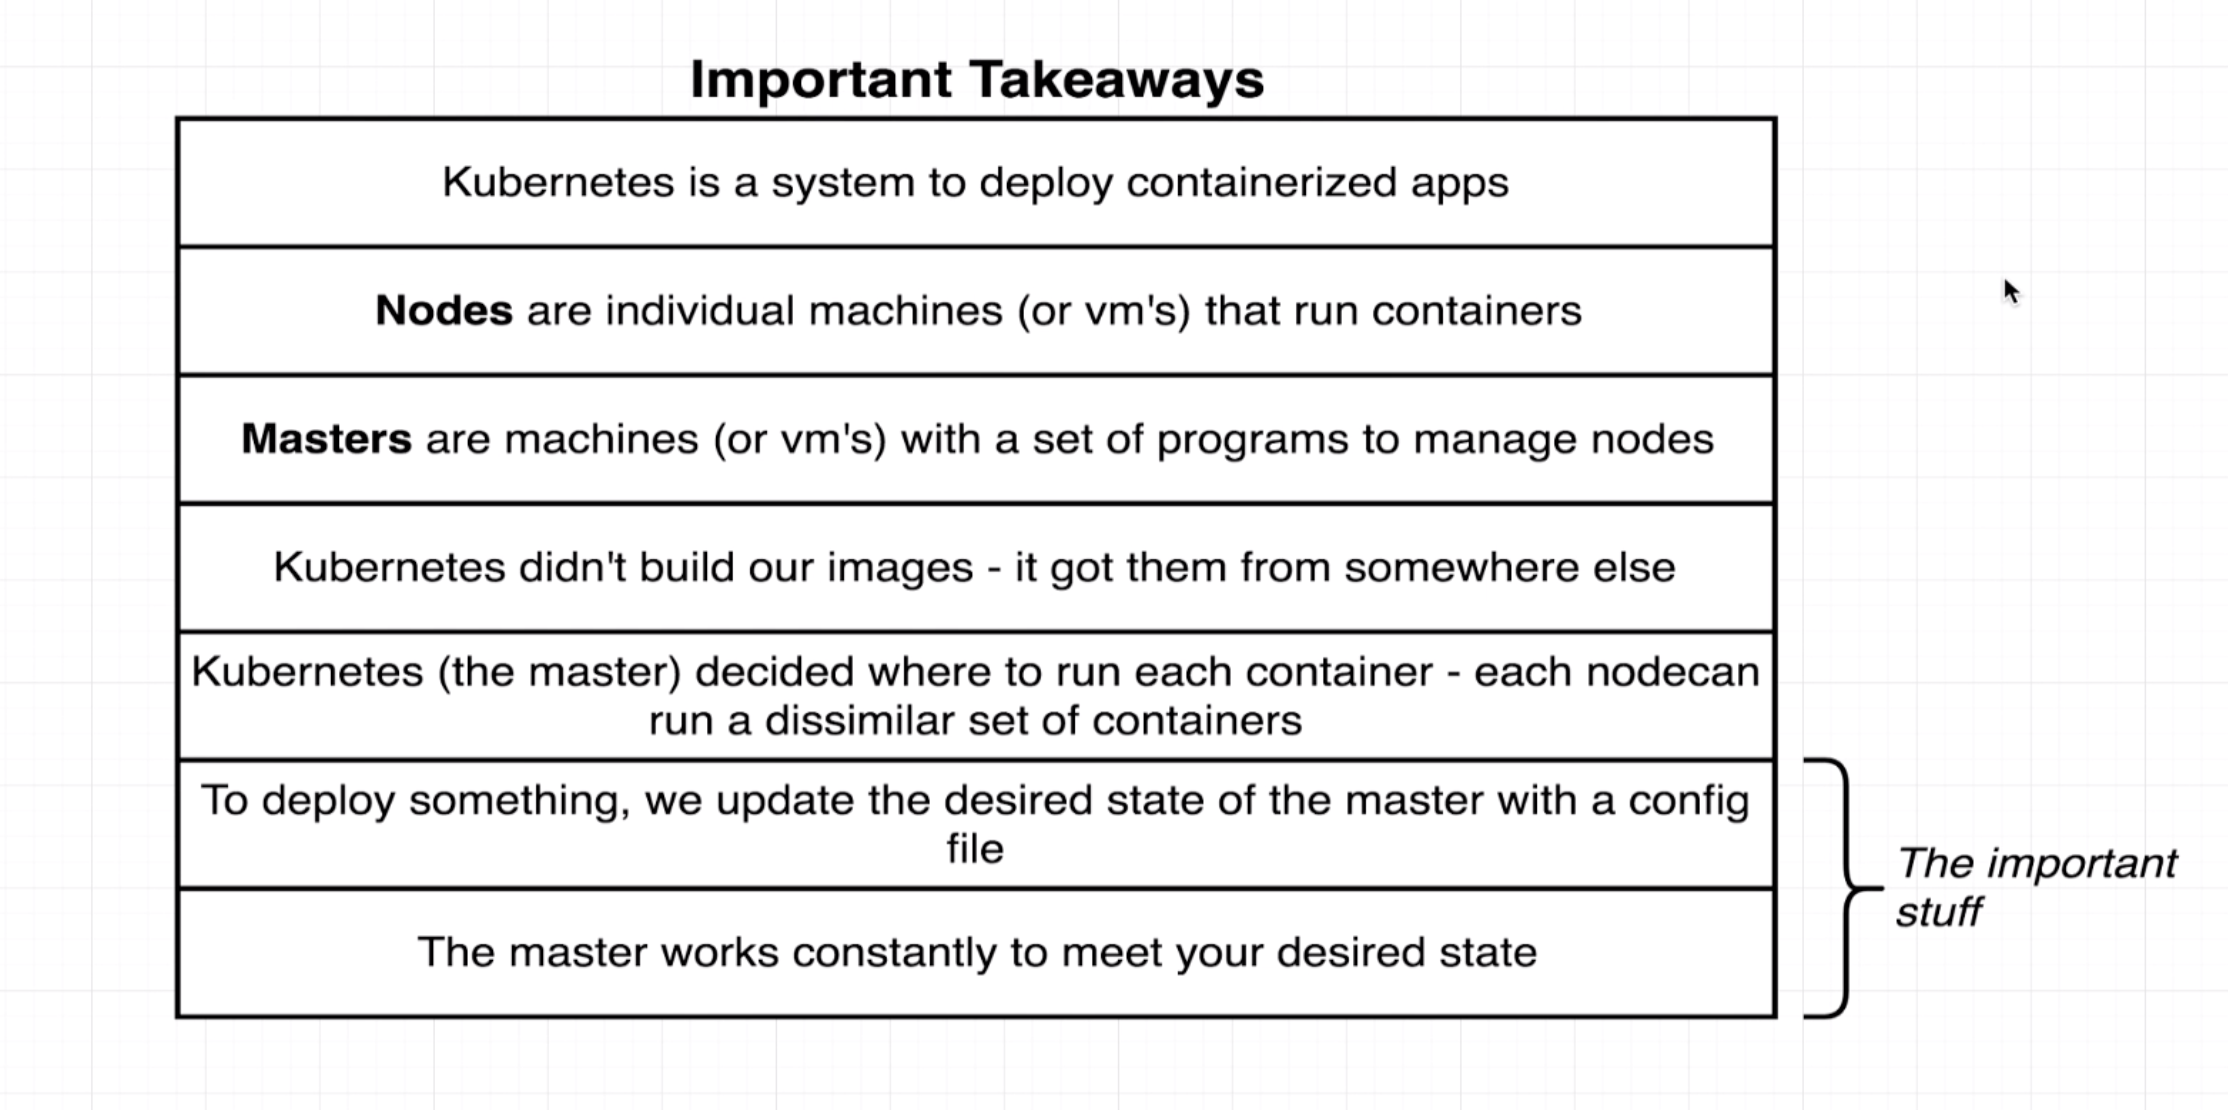 Important Takeaways
Kubernetes is a system to deploy containerized apps
Nodes are individual machines (or vm's) that run containers
Masters are machines (or vm's) with a set of programs to manage nodes
Kubernetes didn't build our images - it got them from somewhere else
Kubernetes (the master) decided where to run each container - each nodecan
run a dissimilar set of containers
To deploy something, we update the desired state of the master with a config
file
The master works constantly to meet your desired state
The important
stuff